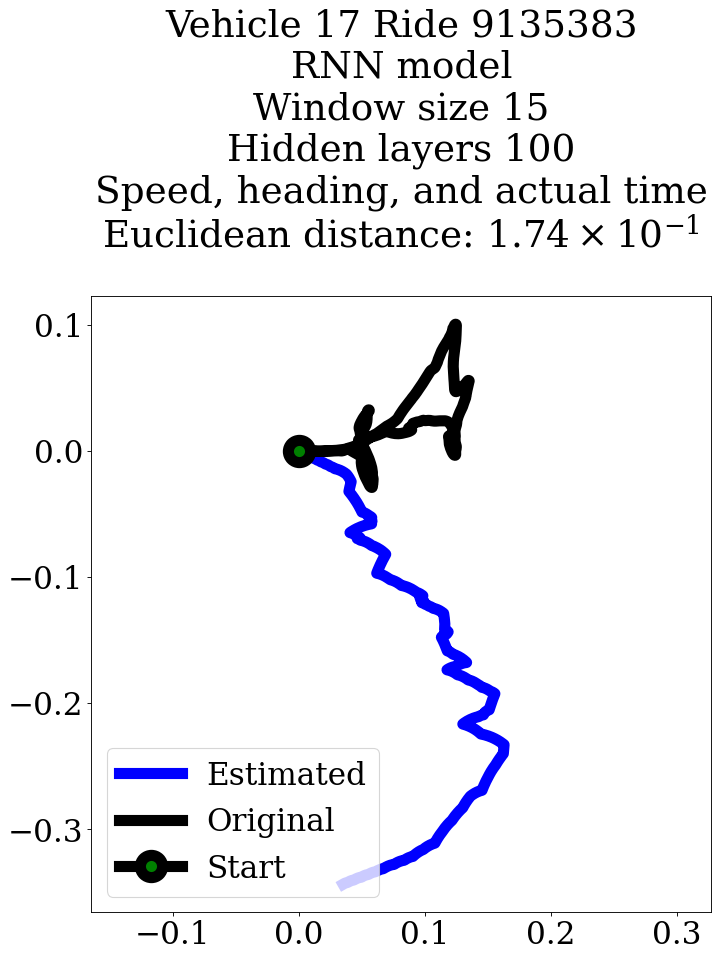 Vehicle 17 Ride 9135383
RNN model
Window size 15
Hidden layers 100
Speed, heading, and actual time
Euclidean distance: 1.74 × 10⁻¹
0.1
0.0
−0.1
−0.2
−0.3
Estimated
Original
Start
−0.1 0.0 0.1 0.2 0.3